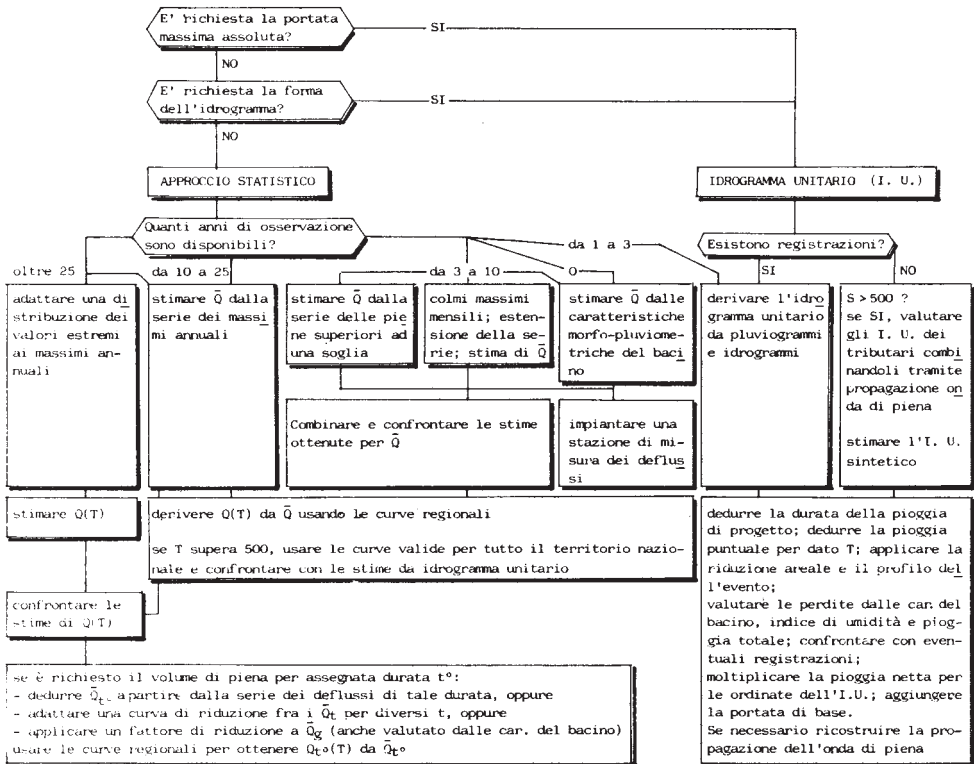 E' richiesta la portata
massima assoluta?
SI
NO
E' richiesta la forma
dell'idrogramma?
SI
NO
APPROCCIO STATISTICO
IDROGRAMMA UNITARIO (I. U.)
Quanti anni di osservazione
sono disponibili?
da 1 a 3
Esistono registrazioni?
oltre 25
da 10 a 25
da 3 a 10
0
SI
NO
adattare una di
stribuzione dei
valori estremi
ai massimi an-
nuali
stimare Q̄ dalla
serie dei massi
mi annuali
stimare Q̄ dalla
serie delle pie
ne superiori ad
una soglia
colmi massimi
mensili; esten-
sione della se-
rie; stima di Q̄
stimare Q̄ dalle
caratteristiche
morfo-pluviome-
triche del baci
no
derivare l'idro
gramma unitario
da pluviogrammi
e idrogrammi
S > 500 ?
se SI, valutare
gli I. U. dei
tributari combi
nandoli tramite
propagazione on
da di piena
stimare l'I. U.
sintetico
Combinare e confrontare le stime
ottenute per Q̄
impiantare una
stazione di mi-
sura dei deflus
si
stimare Q(T)
derivere Q(T) da Q̄ usando le curve regionali
se T supera 500, usare le curve valide per tutto il territorio nazio-
nale e confrontare con le stime da idrogramma unitario
confrontare le
stime di Q(T)
dedurre la durata della pioggia
di progetto; dedurre la pioggia
puntuale per dato T; applicare la
riduzione areale e il profilo del
l'evento;
valutare le perdite dalle car. del
bacino, indice di umidità e piog-
gia totale; confrontare con even-
tuali registrazioni;
moltiplicare la pioggia netta per
le ordinate dell'I.U.; aggiungere
la portata di base.
Se necessario ricostruire la pro-
pagazione dell'onda di piena
se è richiesto il volume di piena per assegnata durata t°:
- dedurre Q̄t° a partire dalla serie dei deflussi di tale durata, oppure
- adattare una curva di riduzione fra i Q̄t per diversi t, oppure
- applicare un fattore di riduzione a Q̄g (anche valutato dalle car. del bacino)
usare le curve regionali per ottenere Qt°(T) da Q̄t°